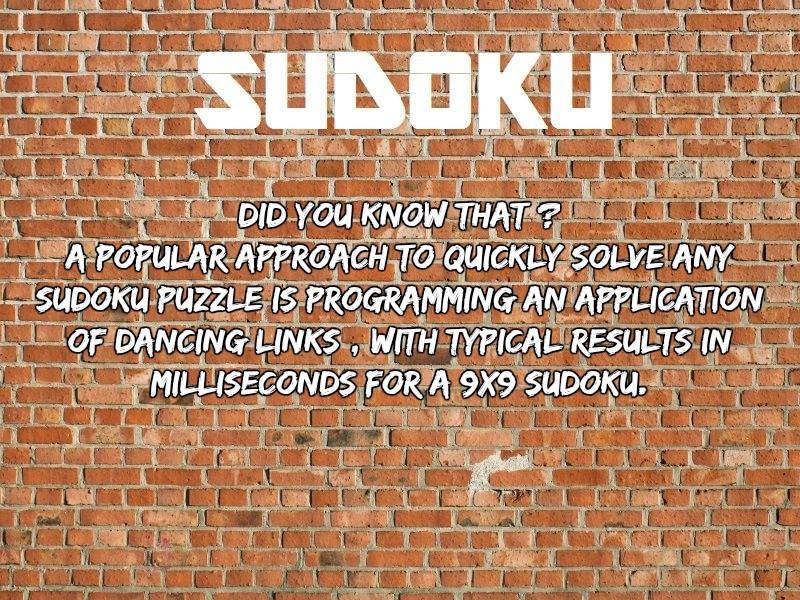 SUDOKU
DID YOU KNOW THAT ?
A POPULAR APPROACH TO QUICKLY SOLVE ANY
SUDOKU PUZZLE IS PROGRAMMING AN APPLICATION
OF DANCING LINKS , WITH TYPICAL RESULTS IN
MILLISECONDS FOR A 9X9 SUDOKU.